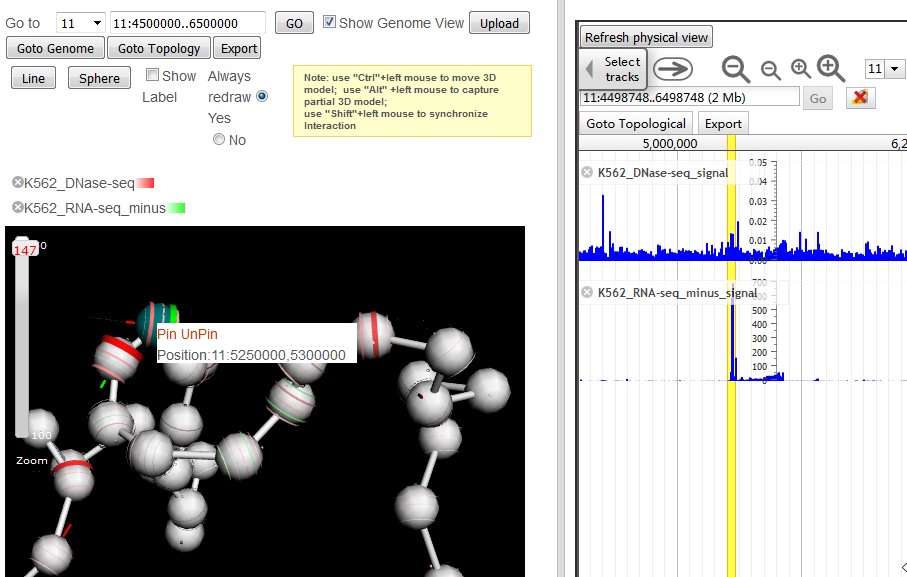 Go to 11 11:4500000..6500000 GO Show Genome View Upload
Goto Genome Goto Topology Export
Line Sphere Show Label Always redraw Yes No
Note: use "Ctrl"+left mouse to move 3D
model; use "Alt" +left mouse to capture
partial 3D model;
use "Shift"+left mouse to synchronize
Interaction
K562_DNase-seq
K562_RNA-seq_minus
147 0
Pin UnPin
Position:11:5250000,5300000
100
Zoom
Refresh physical view
Select
tracks
11
11:4498748..6498748 (2 Mb) Go
Goto Topological Export
5,000,000 6,2
K562_DNase-seq_signal
0.05
0.04
0.03
0.02
0.01
0.00
K562_RNA-seq_minus_signal
700
600
500
400
300
200
100
0